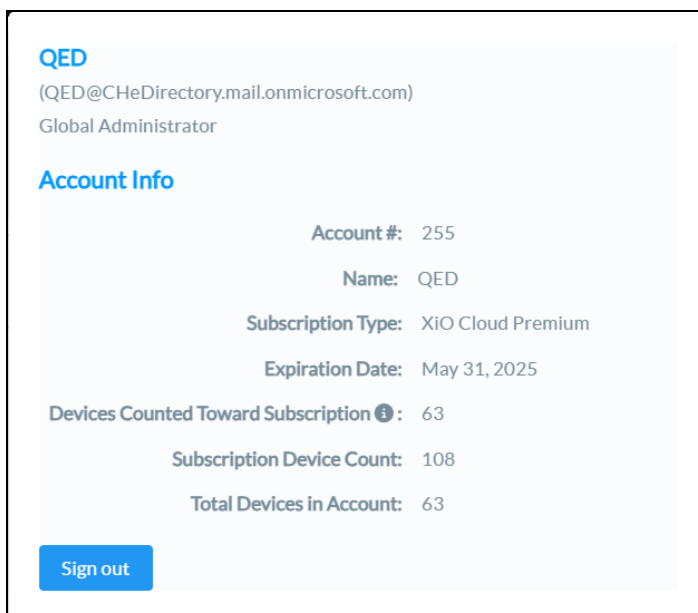 QED
(QED@CHeDirectory.mail.onmicrosoft.com)
Global Administrator
Account Info
Account #: 255
Name: QED
Subscription Type: XiO Cloud Premium
Expiration Date: May 31, 2025
Devices Counted Toward Subscription i : 63
Subscription Device Count: 108
Total Devices in Account: 63
Sign out